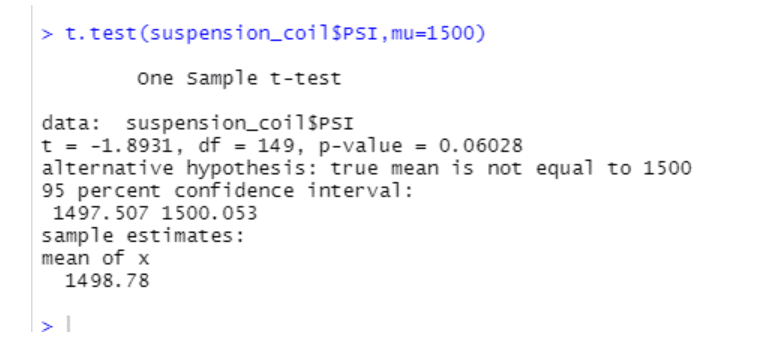 > t.test(suspension_coil$PSI,mu=1500)
One Sample t-test
data: suspension_coil$PSI
t = -1.8931, df = 149, p-value = 0.06028
alternative hypothesis: true mean is not equal to 1500
95 percent confidence interval:
1497.507 1500.053
sample estimates:
mean of x
1498.78
>